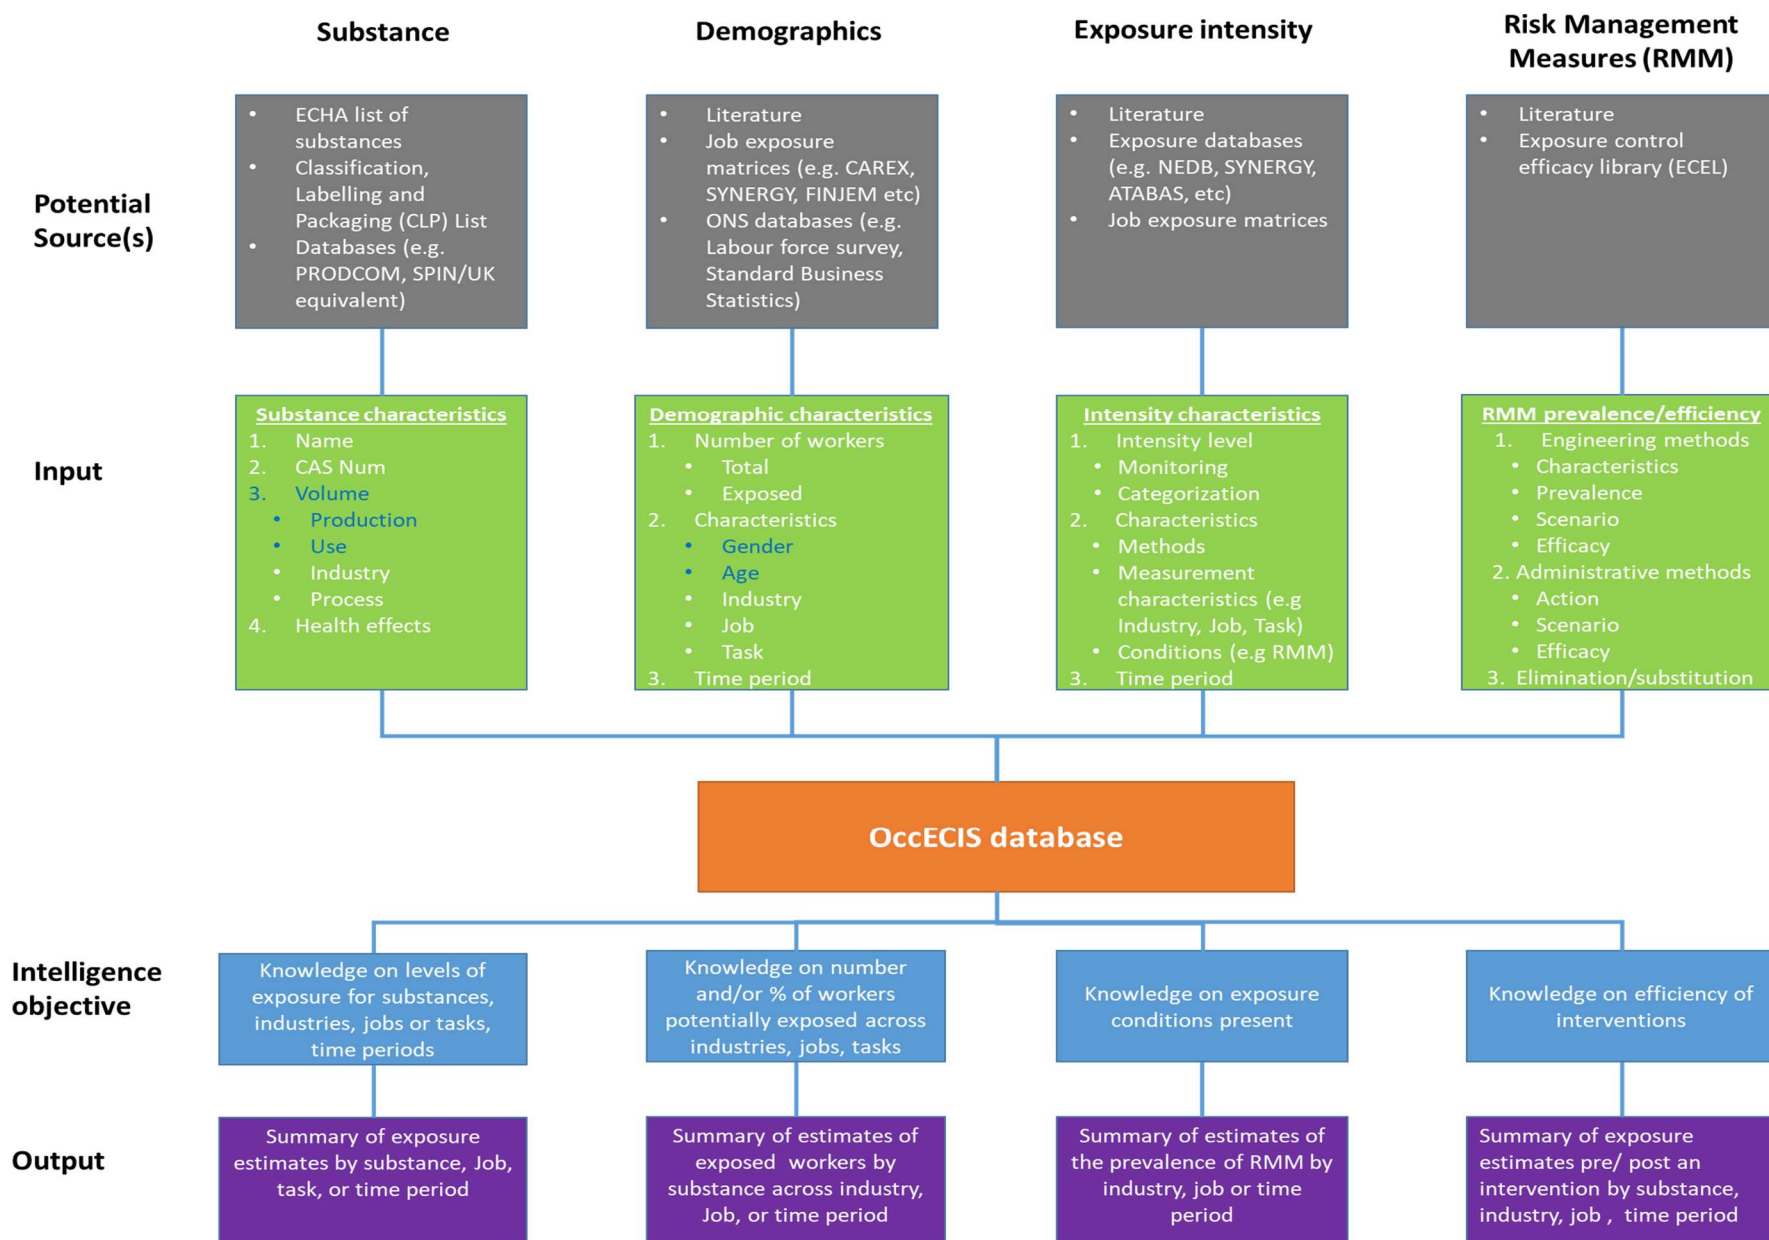 Substance
Demographics
Exposure intensity
Risk Management
Measures (RMM)
Potential
Source(s)
• ECHA list of
substances
• Classification,
Labelling and
Packaging (CLP) List
• Databases (e.g.
PRODCOM, SPIN/UK
equivalent)
• Literature
• Job exposure
matrices (e.g. CAREX,
SYNERGY, FINJEM etc)
• ONS databases (e.g.
Labour force survey,
Standard Business
Statistics)
• Literature
• Exposure databases
(e.g. NEDB, SYNERGY,
ATABAS, etc)
• Job exposure matrices
• Literature
• Exposure control
efficacy library (ECEL)
Input
Substance characteristics
1. Name
2. CAS Num
3. Volume
• Production
• Use
• Industry
• Process
4. Health effects
Demographic characteristics
1. Number of workers
• Total
• Exposed
2. Characteristics
• Gender
• Age
• Industry
• Job
• Task
3. Time period
Intensity characteristics
1. Intensity level
• Monitoring
• Categorization
2. Characteristics
• Methods
• Measurement
characteristics (e.g
Industry, Job, Task)
• Conditions (e.g RMM)
3. Time period
RMM prevalence/efficiency
1. Engineering methods
• Characteristics
• Prevalence
• Scenario
• Efficacy
2. Administrative methods
• Action
• Scenario
• Efficacy
3. Elimination/substitution
OccECIS database
Intelligence
objective
Knowledge on levels of
exposure for substances,
industries, jobs or tasks,
time periods
Knowledge on number
and/or % of workers
potentially exposed across
industries, jobs, tasks
Knowledge on exposure
conditions present
Knowledge on efficiency of
interventions
Output
Summary of exposure
estimates by substance, Job,
task, or time period
Summary of estimates of
exposed workers by
substance across industry,
Job, or time period
Summary of estimates of
the prevalence of RMM by
industry, job or time
period
Summary of exposure
estimates pre/ post an
intervention by substance,
industry, job , time period